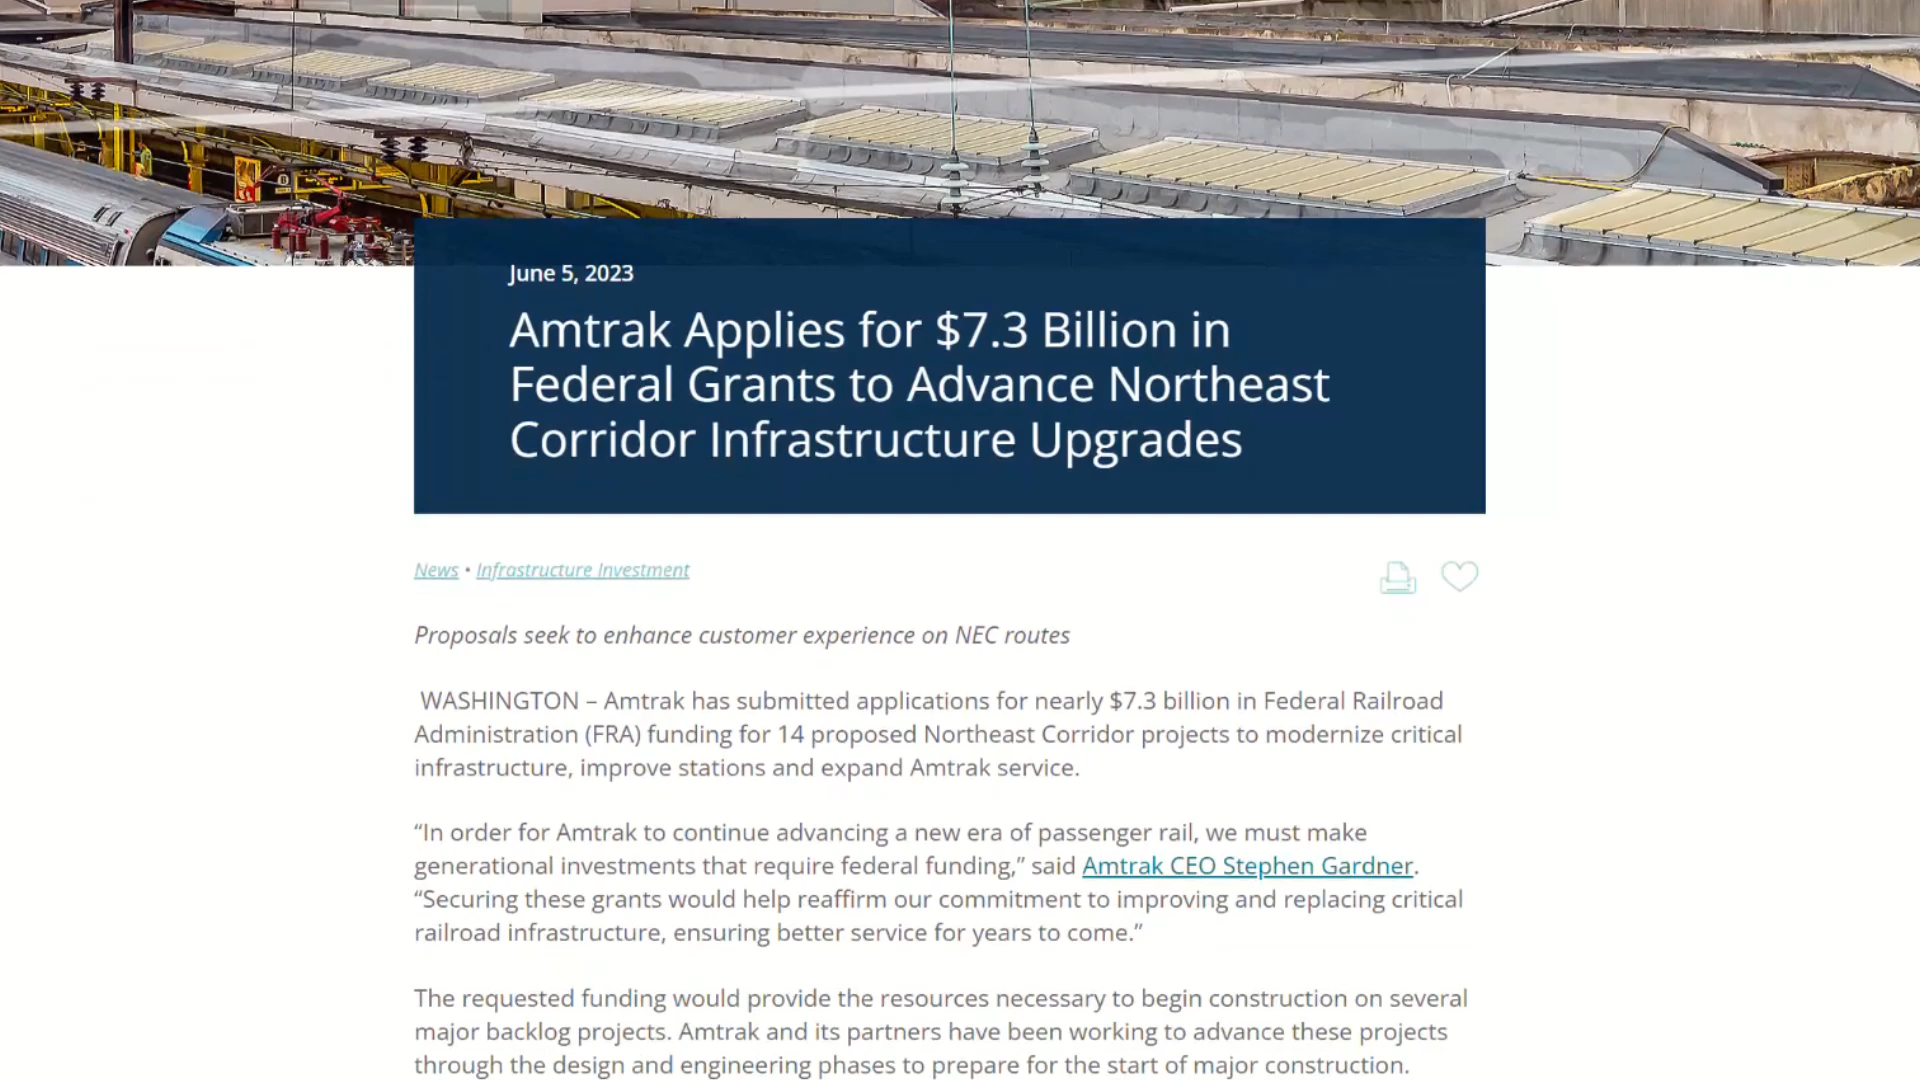 June 5, 2023
Amtrak Applies for $7.3 Billion in
Federal Grants to Advance Northeast
Corridor Infrastructure Upgrades
News • Infrastructure Investment
Proposals seek to enhance customer experience on NEC routes
WASHINGTON – Amtrak has submitted applications for nearly $7.3 billion in Federal Railroad
Administration (FRA) funding for 14 proposed Northeast Corridor projects to modernize critical
infrastructure, improve stations and expand Amtrak service.
“In order for Amtrak to continue advancing a new era of passenger rail, we must make
generational investments that require federal funding,” said Amtrak CEO Stephen Gardner.
“Securing these grants would help reaffirm our commitment to improving and replacing critical
railroad infrastructure, ensuring better service for years to come.”
The requested funding would provide the resources necessary to begin construction on several
major backlog projects. Amtrak and its partners have been working to advance these projects
through the design and engineering phases to prepare for the start of major construction.